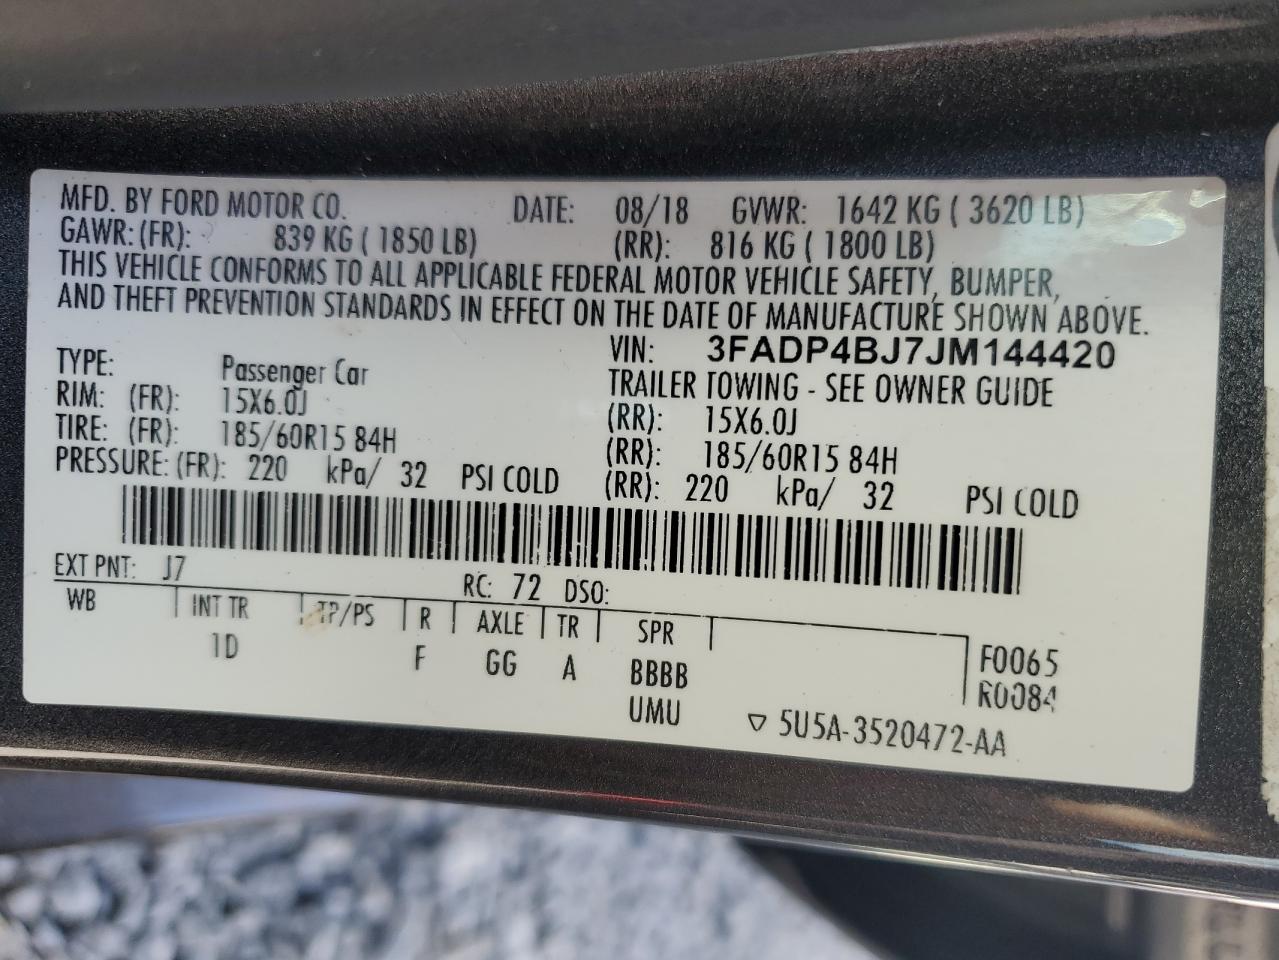 MFD. BY FORD MOTOR CO. DATE: 08/18 GVWR: 1642 KG ( 3620 LB)
GAWR: (FR): 839 KG ( 1850 LB) (RR): 816 KG ( 1800 LB)
THIS VEHICLE CONFORMS TO ALL APPLICABLE FEDERAL MOTOR VEHICLE SAFETY, BUMPER,
AND THEFT PREVENTION STANDARDS IN EFFECT ON THE DATE OF MANUFACTURE SHOWN ABOVE.
VIN: 3FADP4BJ7JM144420
TYPE: Passenger Car TRAILER TOWING - SEE OWNER GUIDE
RIM: (FR): 15X6.0J (RR): 15X6.0J
TIRE: (FR): 185/60R15 84H (RR): 185/60R15 84H
PRESSURE: (FR): 220 kPa/ 32 PSI COLD (RR): 220 kPa/ 32 PSI COLD
EXT PNT: J7 RC: 72 DSO:
WB INT TR TP/PS R AXLE TR SPR
1D F GG A BBBB F0065
UMU R0084
▽ 5U5A-3520472-AA